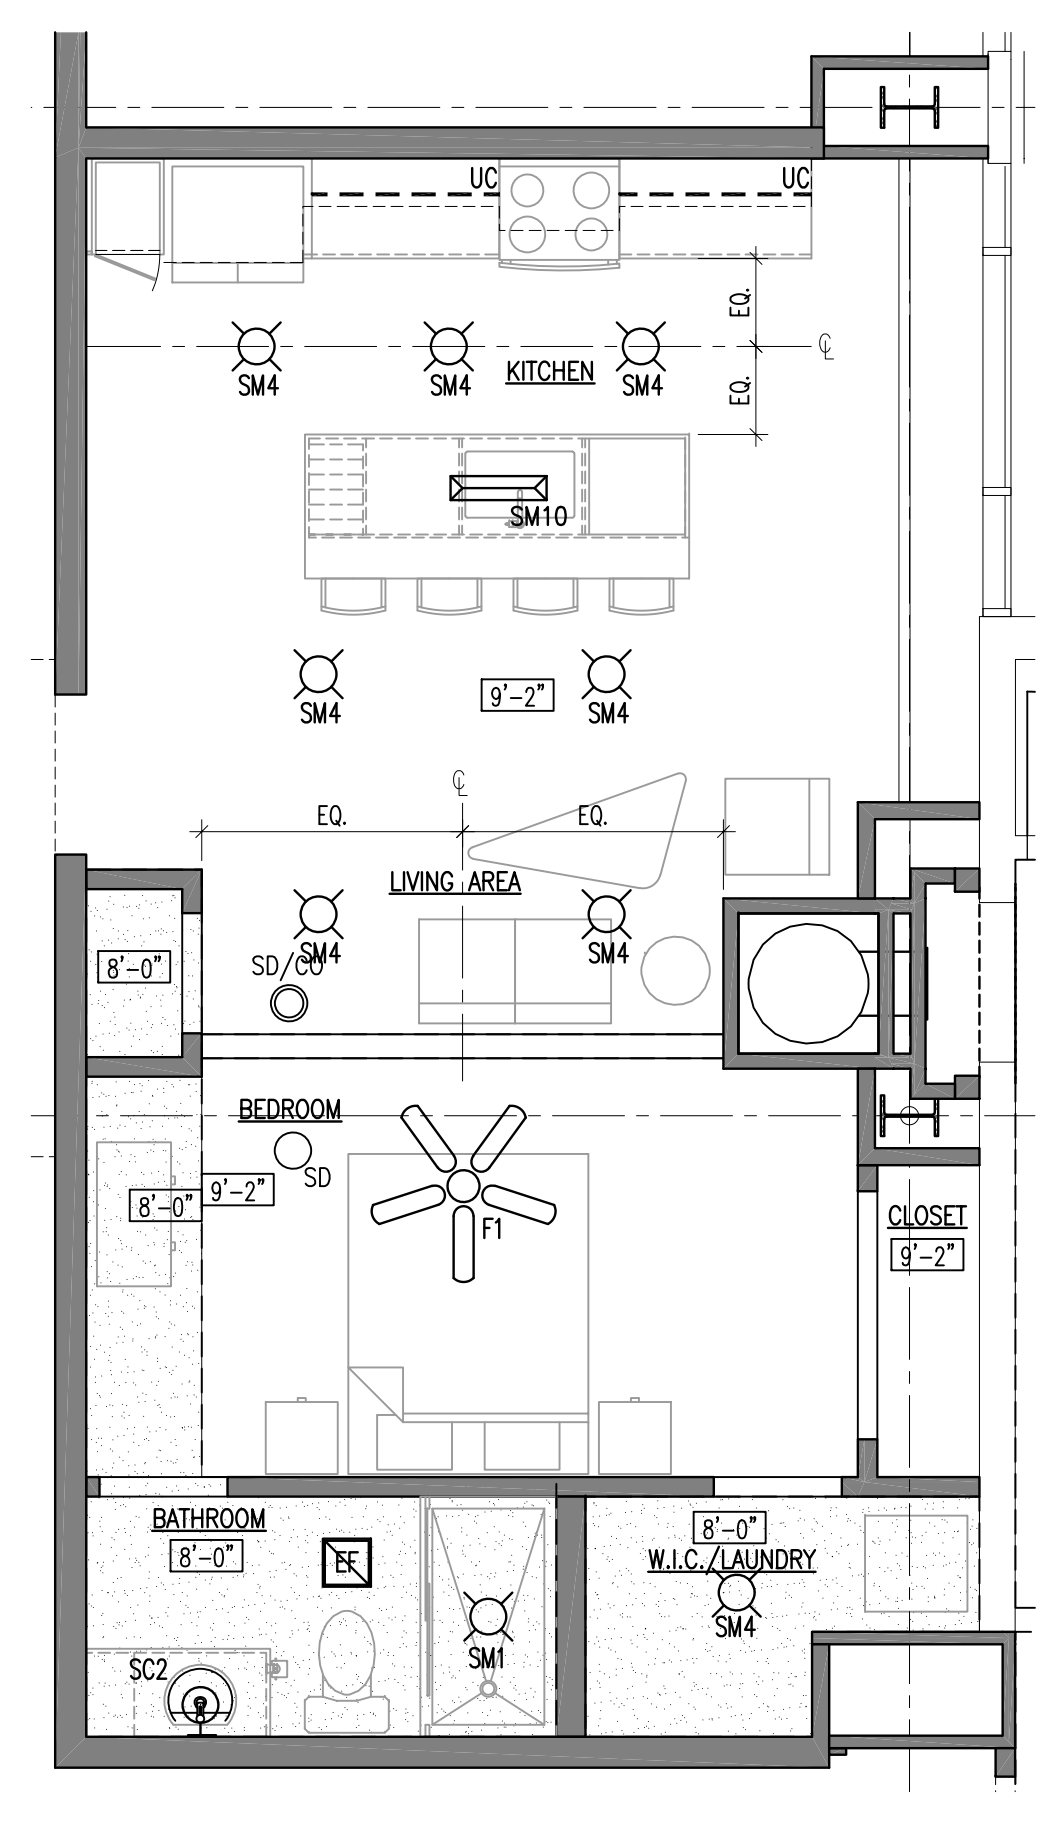 UC UC
EQ.
℄
KITCHEN
SM4 SM4 SM4
EQ.
SM10
9'-2"
SM4 SM4
℄
EQ. EQ.
LIVING AREA
SM4 SM4
SD/CO
8'-0"
BEDROOM
SD
9'-2"
8'-0"
F1
CLOSET
9'-2"
BATHROOM
8'-0"
EF
8'-0"
W.I.C./LAUNDRY
SM4
SM1
SC2